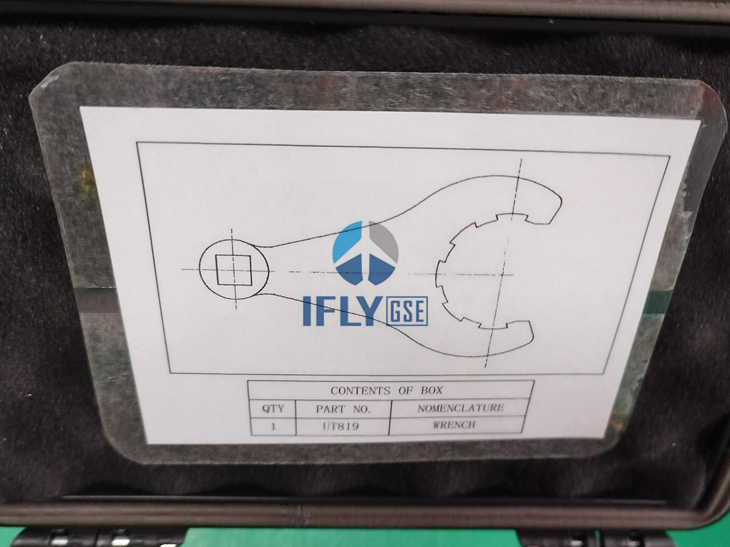 IFLY GSE
CONTENTS OF BOX
QTY PART NO. NOMENCLATURE
1 UT819 WRENCH